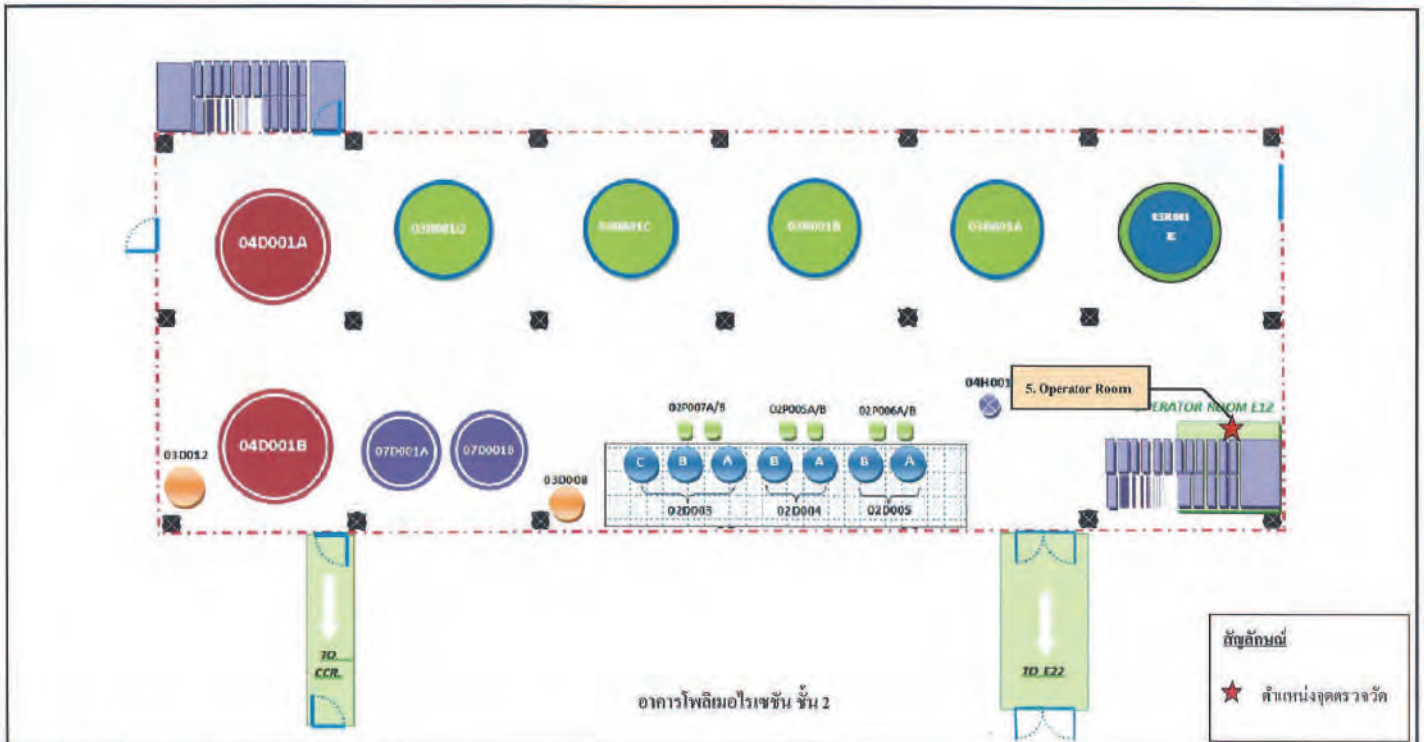 04D001A
03R001D
03R001C
03R001B
03R001A
03R001
E
04H001
5. Operator Room
OPERATOR ROOM E12
02P007A/B
02P005A/B
02P006A/B
03D012
04D001B
07D001A
07D001B
03D008
C
B
A
B
A
B
A
02D003
02D004
02D005
TO
CCR.
TO E22
อาคารโพลิเมอไรเซชัน ชั้น 2
สัญลักษณ์
ตำแหน่งจุดตรวจวัด